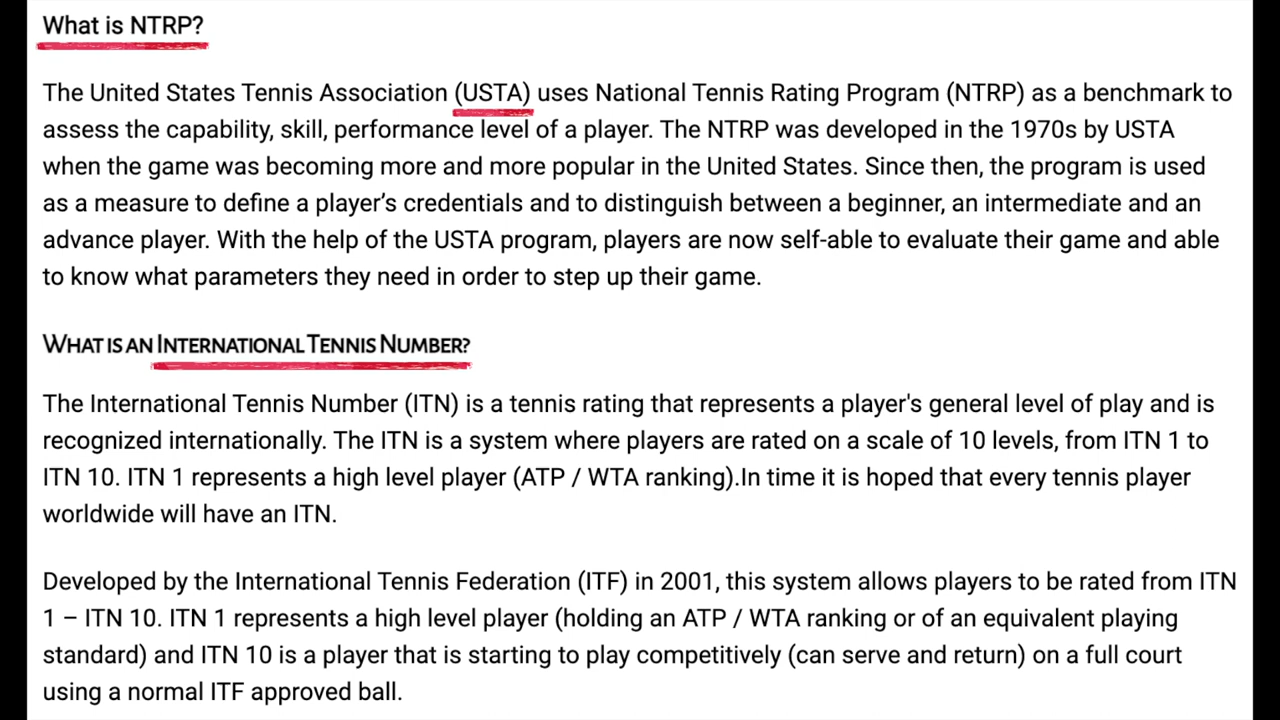 What is NTRP?
The United States Tennis Association (USTA) uses National Tennis Rating Program (NTRP) as a benchmark to
assess the capability, skill, performance level of a player. The NTRP was developed in the 1970s by USTA
when the game was becoming more and more popular in the United States. Since then, the program is used
as a measure to define a player’s credentials and to distinguish between a beginner, an intermediate and an
advance player. With the help of the USTA program, players are now self-able to evaluate their game and able
to know what parameters they need in order to step up their game.
What is an International Tennis Number?
The International Tennis Number (ITN) is a tennis rating that represents a player's general level of play and is
recognized internationally. The ITN is a system where players are rated on a scale of 10 levels, from ITN 1 to
ITN 10. ITN 1 represents a high level player (ATP / WTA ranking).In time it is hoped that every tennis player
worldwide will have an ITN.
Developed by the International Tennis Federation (ITF) in 2001, this system allows players to be rated from ITN
1 – ITN 10. ITN 1 represents a high level player (holding an ATP / WTA ranking or of an equivalent playing
standard) and ITN 10 is a player that is starting to play competitively (can serve and return) on a full court
using a normal ITF approved ball.